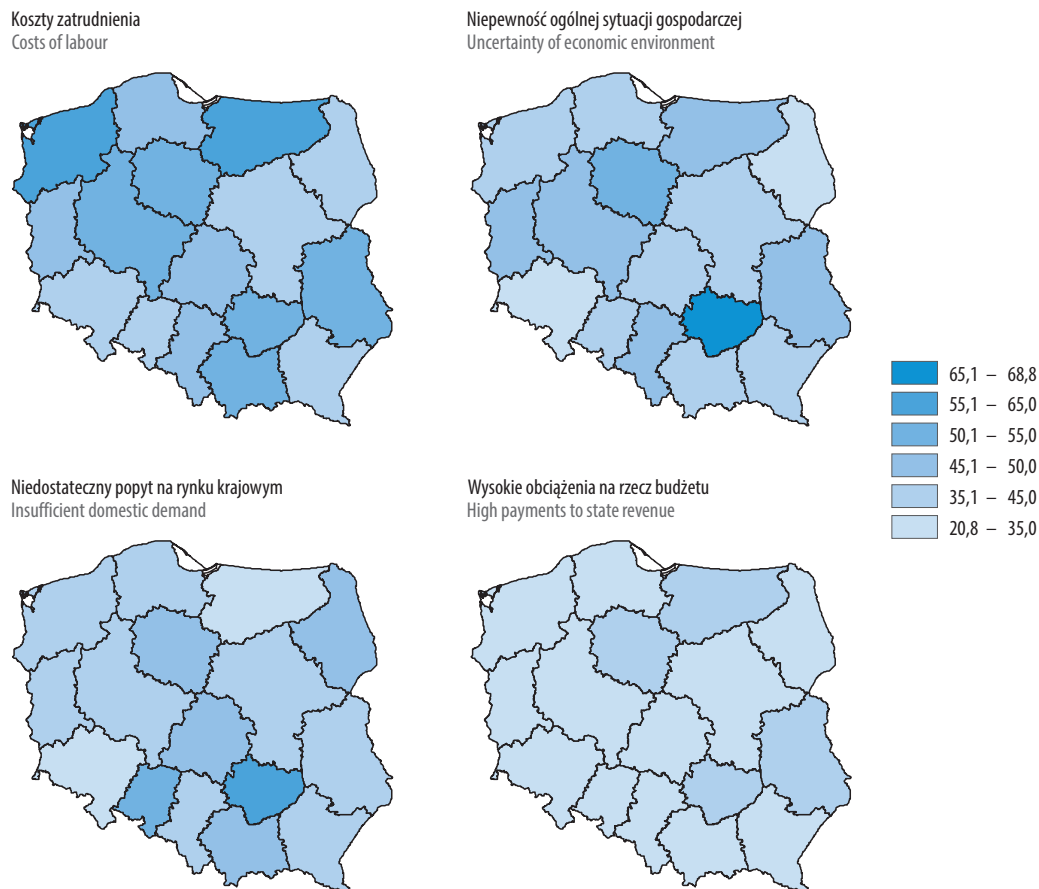 Koszty zatrudnienia
Costs of labour
Niepewność ogólnej sytuacji gospodarczej
Uncertainty of economic environment
65,1 – 68,8
55,1 – 65,0
50,1 – 55,0
45,1 – 50,0
35,1 – 45,0
20,8 – 35,0
Niedostateczny popyt na rynku krajowym
Insufficient domestic demand
Wysokie obciążenia na rzecz budżetu
High payments to state revenue